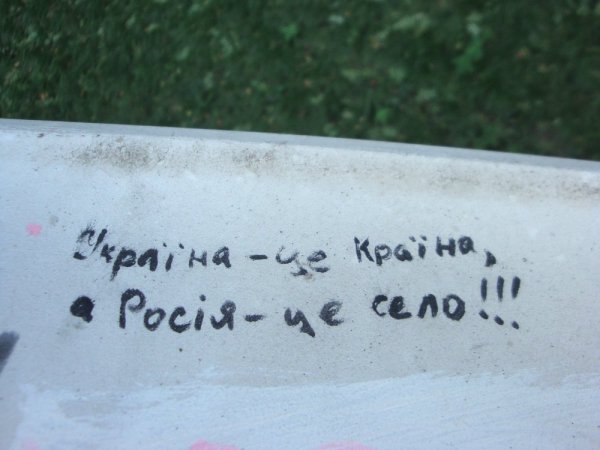 Україна - це Країна,
а Росія - це село!!!